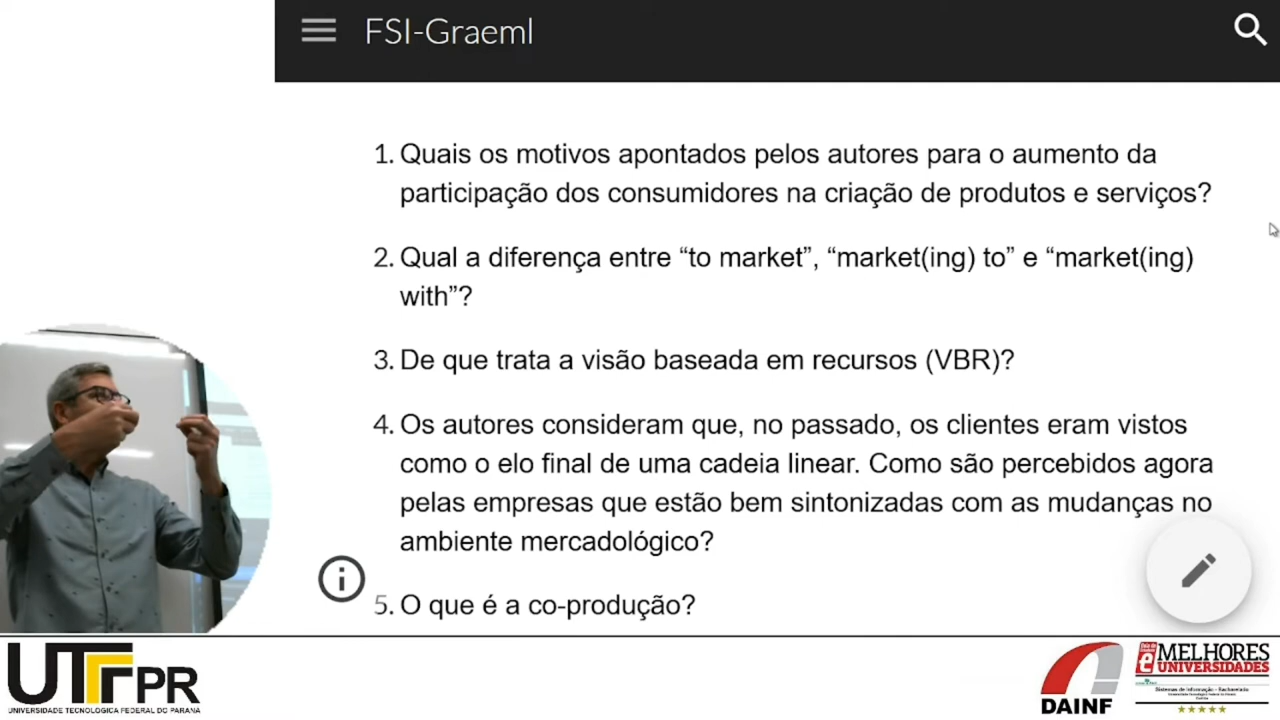 FSI-Graeml
1. Quais os motivos apontados pelos autores para o aumento da
participação dos consumidores na criação de produtos e serviços?
2. Qual a diferença entre “to market”, “market(ing) to” e “market(ing)
with”?
3. De que trata a visão baseada em recursos (VBR)?
4. Os autores consideram que, no passado, os clientes eram vistos
como o elo final de uma cadeia linear. Como são percebidos agora
pelas empresas que estão bem sintonizadas com as mudanças no
ambiente mercadológico?
5. O que é a co-produção?
UTFPR
UNIVERSIDADE TECNOLÓGICA FEDERAL DO PARANÁ
DAINF
MELHORES
UNIVERSIDADES
Sistemas de Informação - Bacharelado